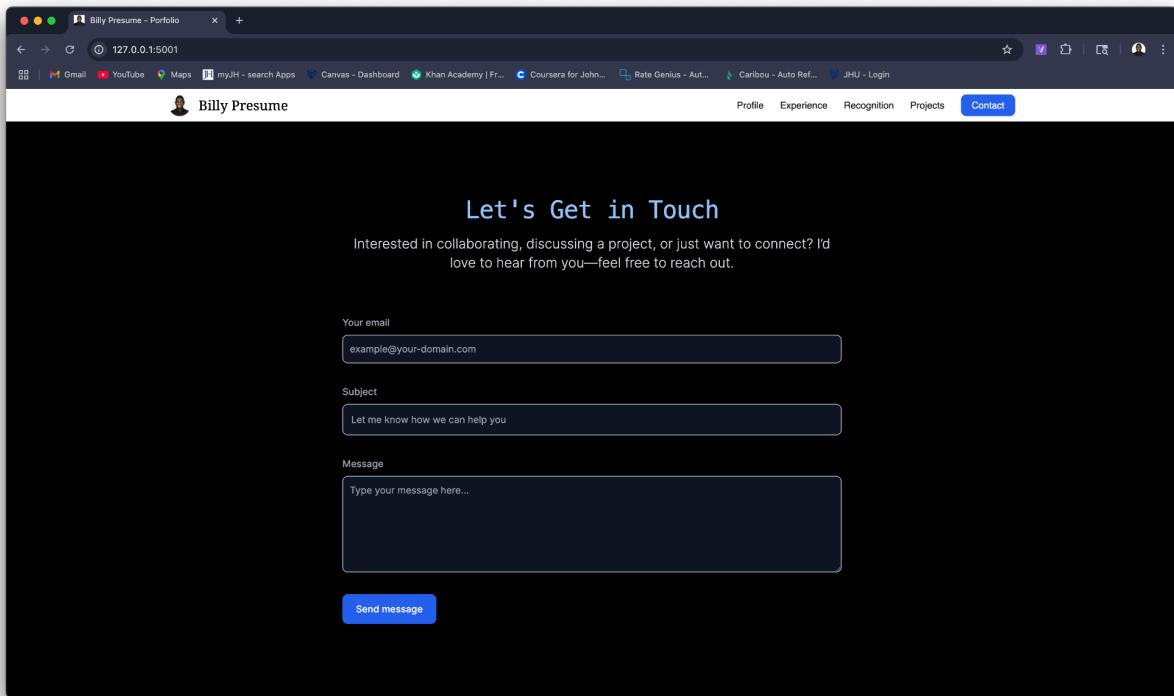 Billy Presume - Porfolio
127.0.0.1:5001
Gmail YouTube Maps myJH - search Apps Canvas - Dashboard Khan Academy | Fr... Coursera for John... Rate Genius - Aut... Caribou - Auto Ref... JHU - Login
Billy Presume Profile Experience Recognition Projects Contact
Let's Get in Touch
Interested in collaborating, discussing a project, or just want to connect? I'd
love to hear from you—feel free to reach out.
Your email
example@your-domain.com
Subject
Let me know how we can help you
Message
Type your message here...
Send message